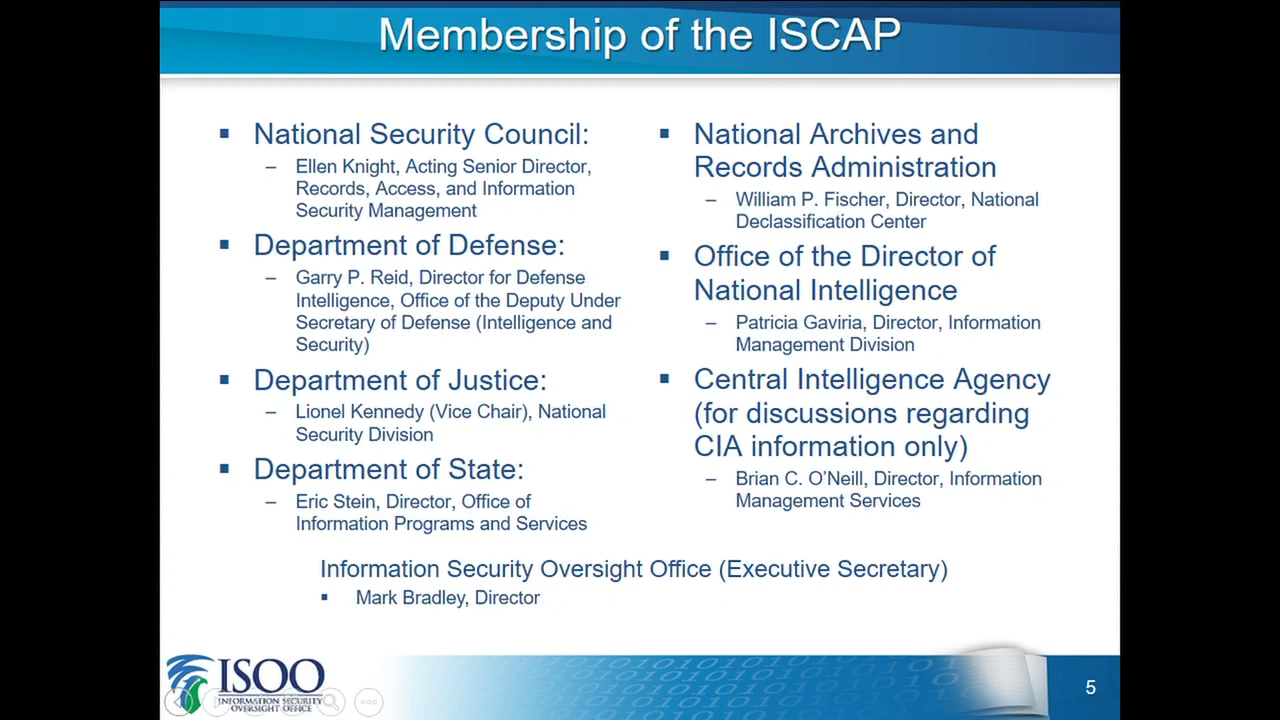 Membership of the ISCAP
▪ National Security Council:
– Ellen Knight, Acting Senior Director,
Records, Access, and Information
Security Management
▪ Department of Defense:
– Garry P. Reid, Director for Defense
Intelligence, Office of the Deputy Under
Secretary of Defense (Intelligence and
Security)
▪ Department of Justice:
– Lionel Kennedy (Vice Chair), National
Security Division
▪ Department of State:
– Eric Stein, Director, Office of
Information Programs and Services
▪ National Archives and
Records Administration
– William P. Fischer, Director, National
Declassification Center
▪ Office of the Director of
National Intelligence
– Patricia Gaviria, Director, Information
Management Division
▪ Central Intelligence Agency
(for discussions regarding
CIA information only)
– Brian C. O’Neill, Director, Information
Management Services
Information Security Oversight Office (Executive Secretary)
▪ Mark Bradley, Director
ISOO
INFORMATION SECURITY
OVERSIGHT OFFICE
5